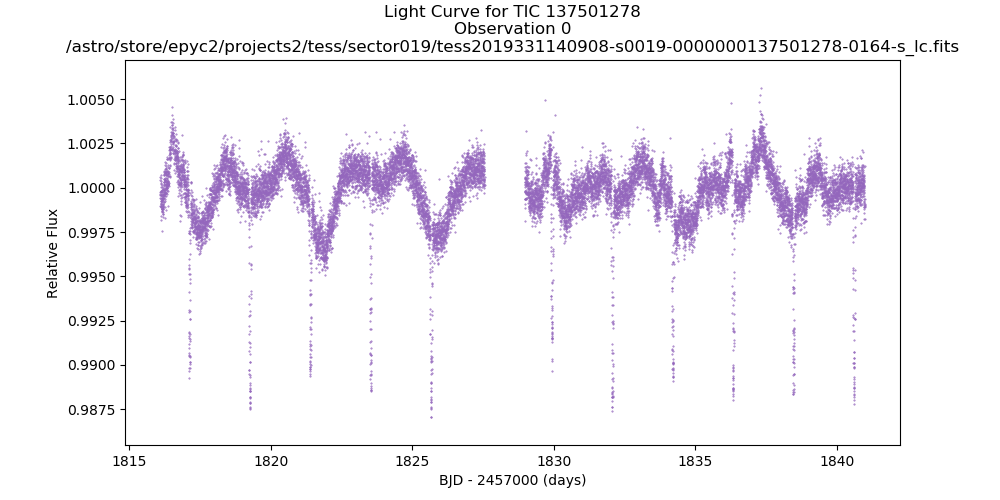 Light Curve for TIC 137501278
Observation 0
/astro/store/epyc2/projects2/tess/sector019/tess2019331140908-s0019-0000000137501278-0164-s_lc.fits
1.0050
1.0025
1.0000
0.9975
0.9950
0.9925
0.9900
0.9875
Relative Flux
1815 1820 1825 1830 1835 1840
BJD - 2457000 (days)